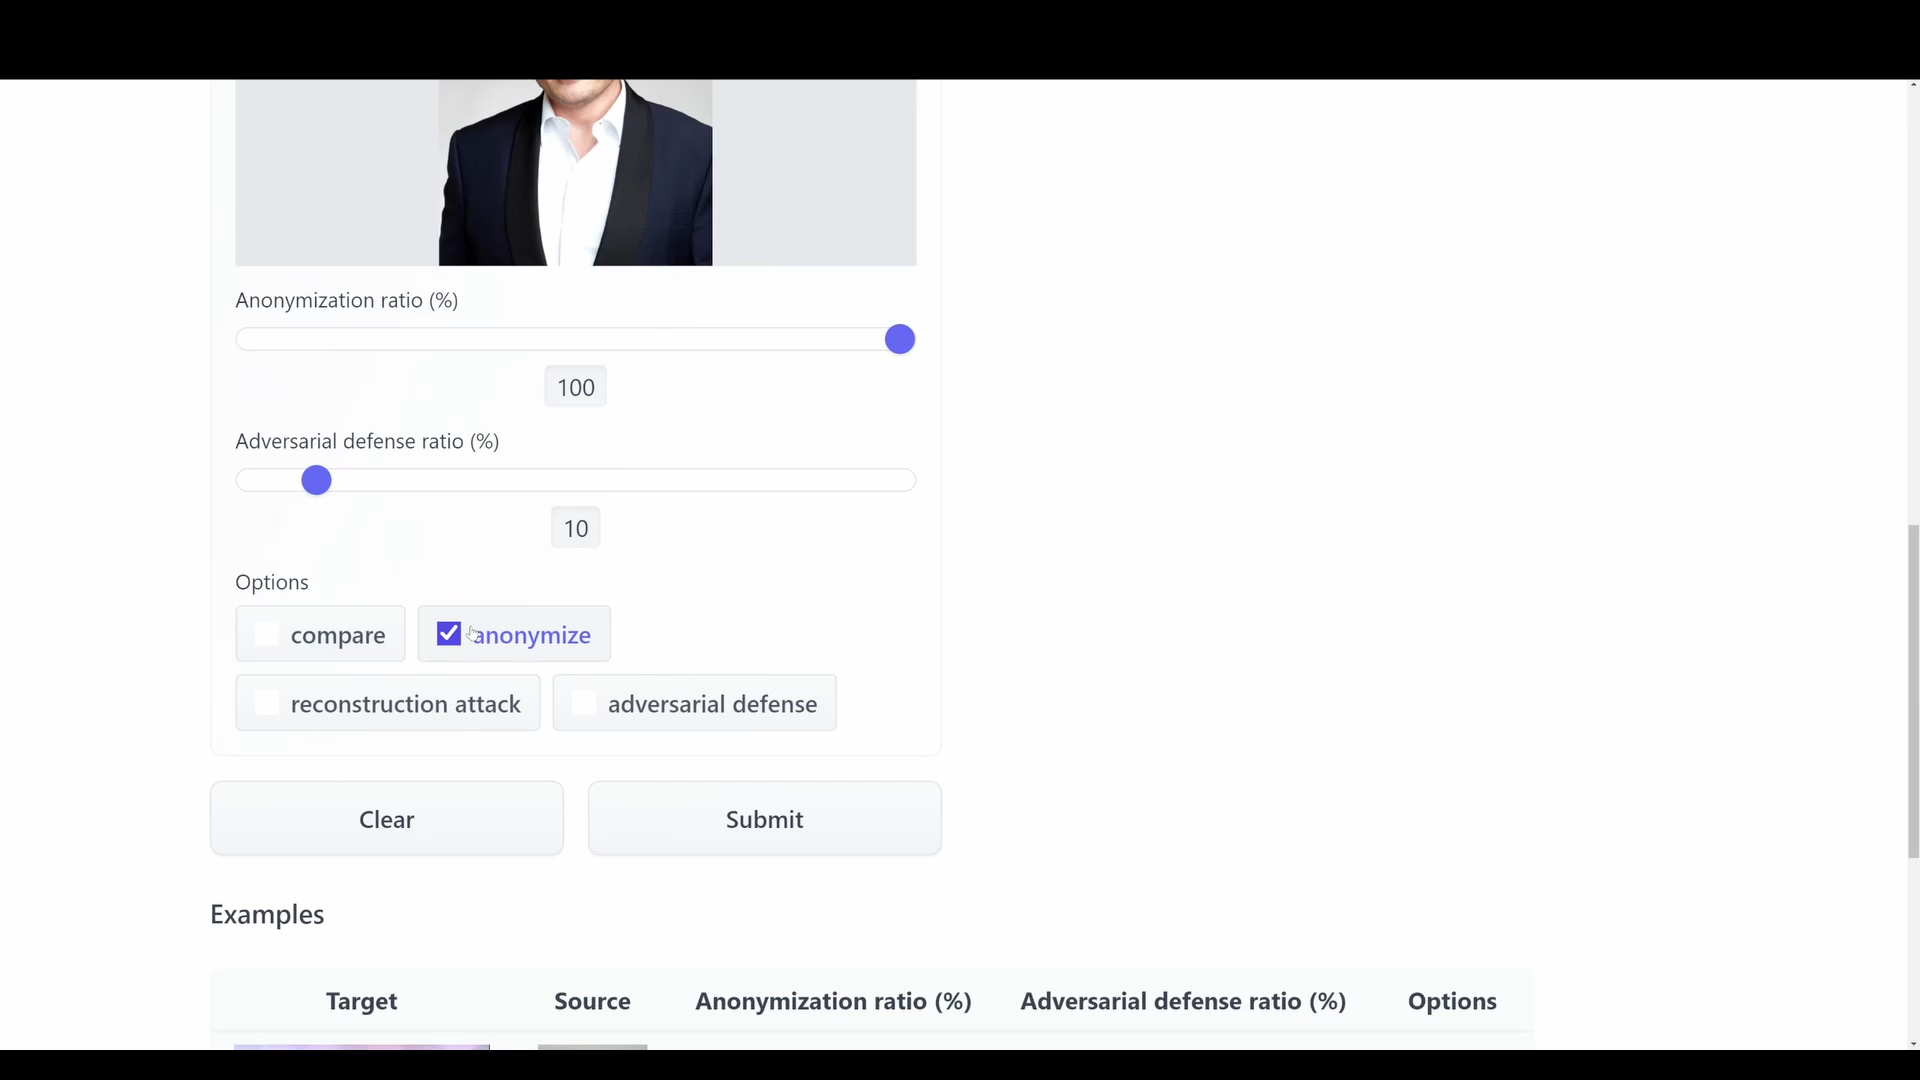 Anonymization ratio (%)
100
Adversarial defense ratio (%)
10
Options
compare
anonymize
reconstruction attack
adversarial defense
Clear
Submit
Examples
Target Source Anonymization ratio (%) Adversarial defense ratio (%) Options